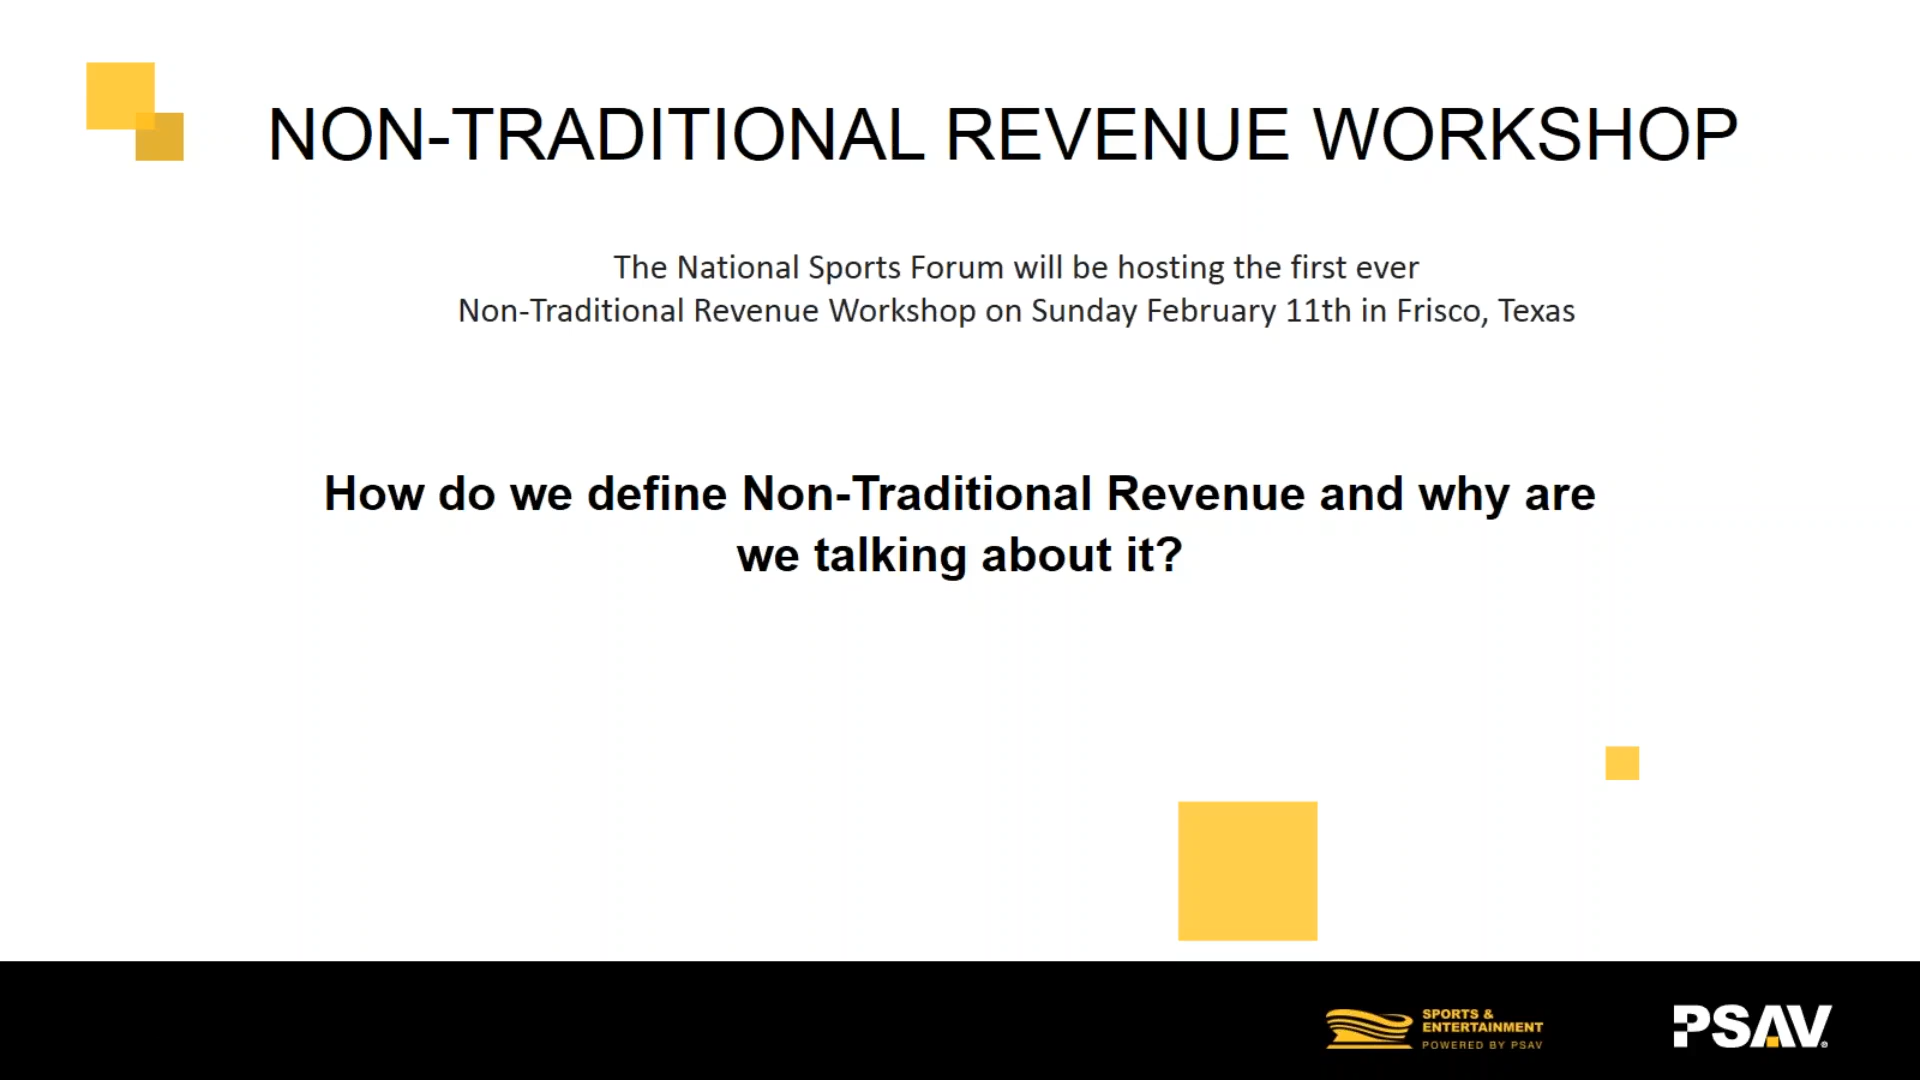 NON-TRADITIONAL REVENUE WORKSHOP
The National Sports Forum will be hosting the first ever
Non-Traditional Revenue Workshop on Sunday February 11th in Frisco, Texas
How do we define Non-Traditional Revenue and why are
we talking about it?
SPORTS &
ENTERTAINMENT
POWERED BY PSAV
PSAV®